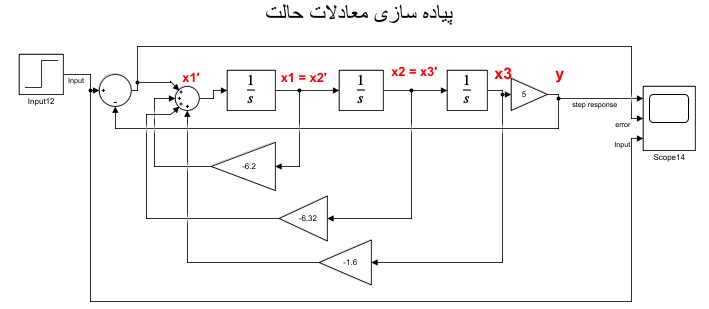 پیاده سازی معادلات حالت
Input12
Input
x1'
1
s
x1 = x2'
1
s
x2 = x3'
1
s
x3
5
y
step response
error
Input
Scope14
-6.2
-6.32
-1.6